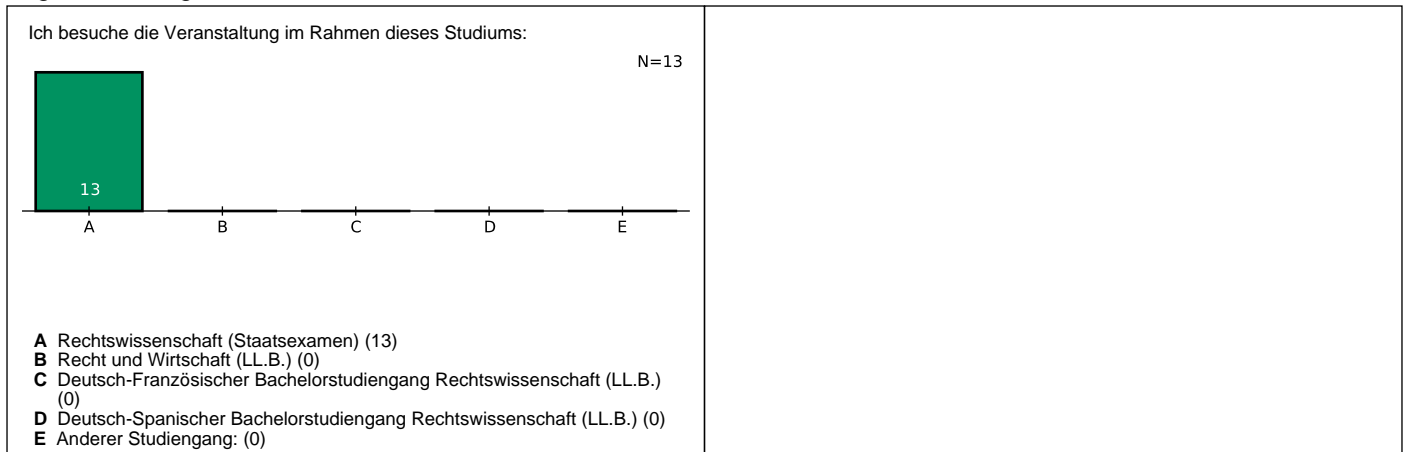 Ich besuche die Veranstaltung im Rahmen dieses Studiums:
N=13
13
A B C D E
A Rechtswissenschaft (Staatsexamen) (13)
B Recht und Wirtschaft (LL.B.) (0)
C Deutsch-Französischer Bachelorstudiengang Rechtswissenschaft (LL.B.)
(0)
D Deutsch-Spanischer Bachelorstudiengang Rechtswissenschaft (LL.B.) (0)
E Anderer Studiengang: (0)